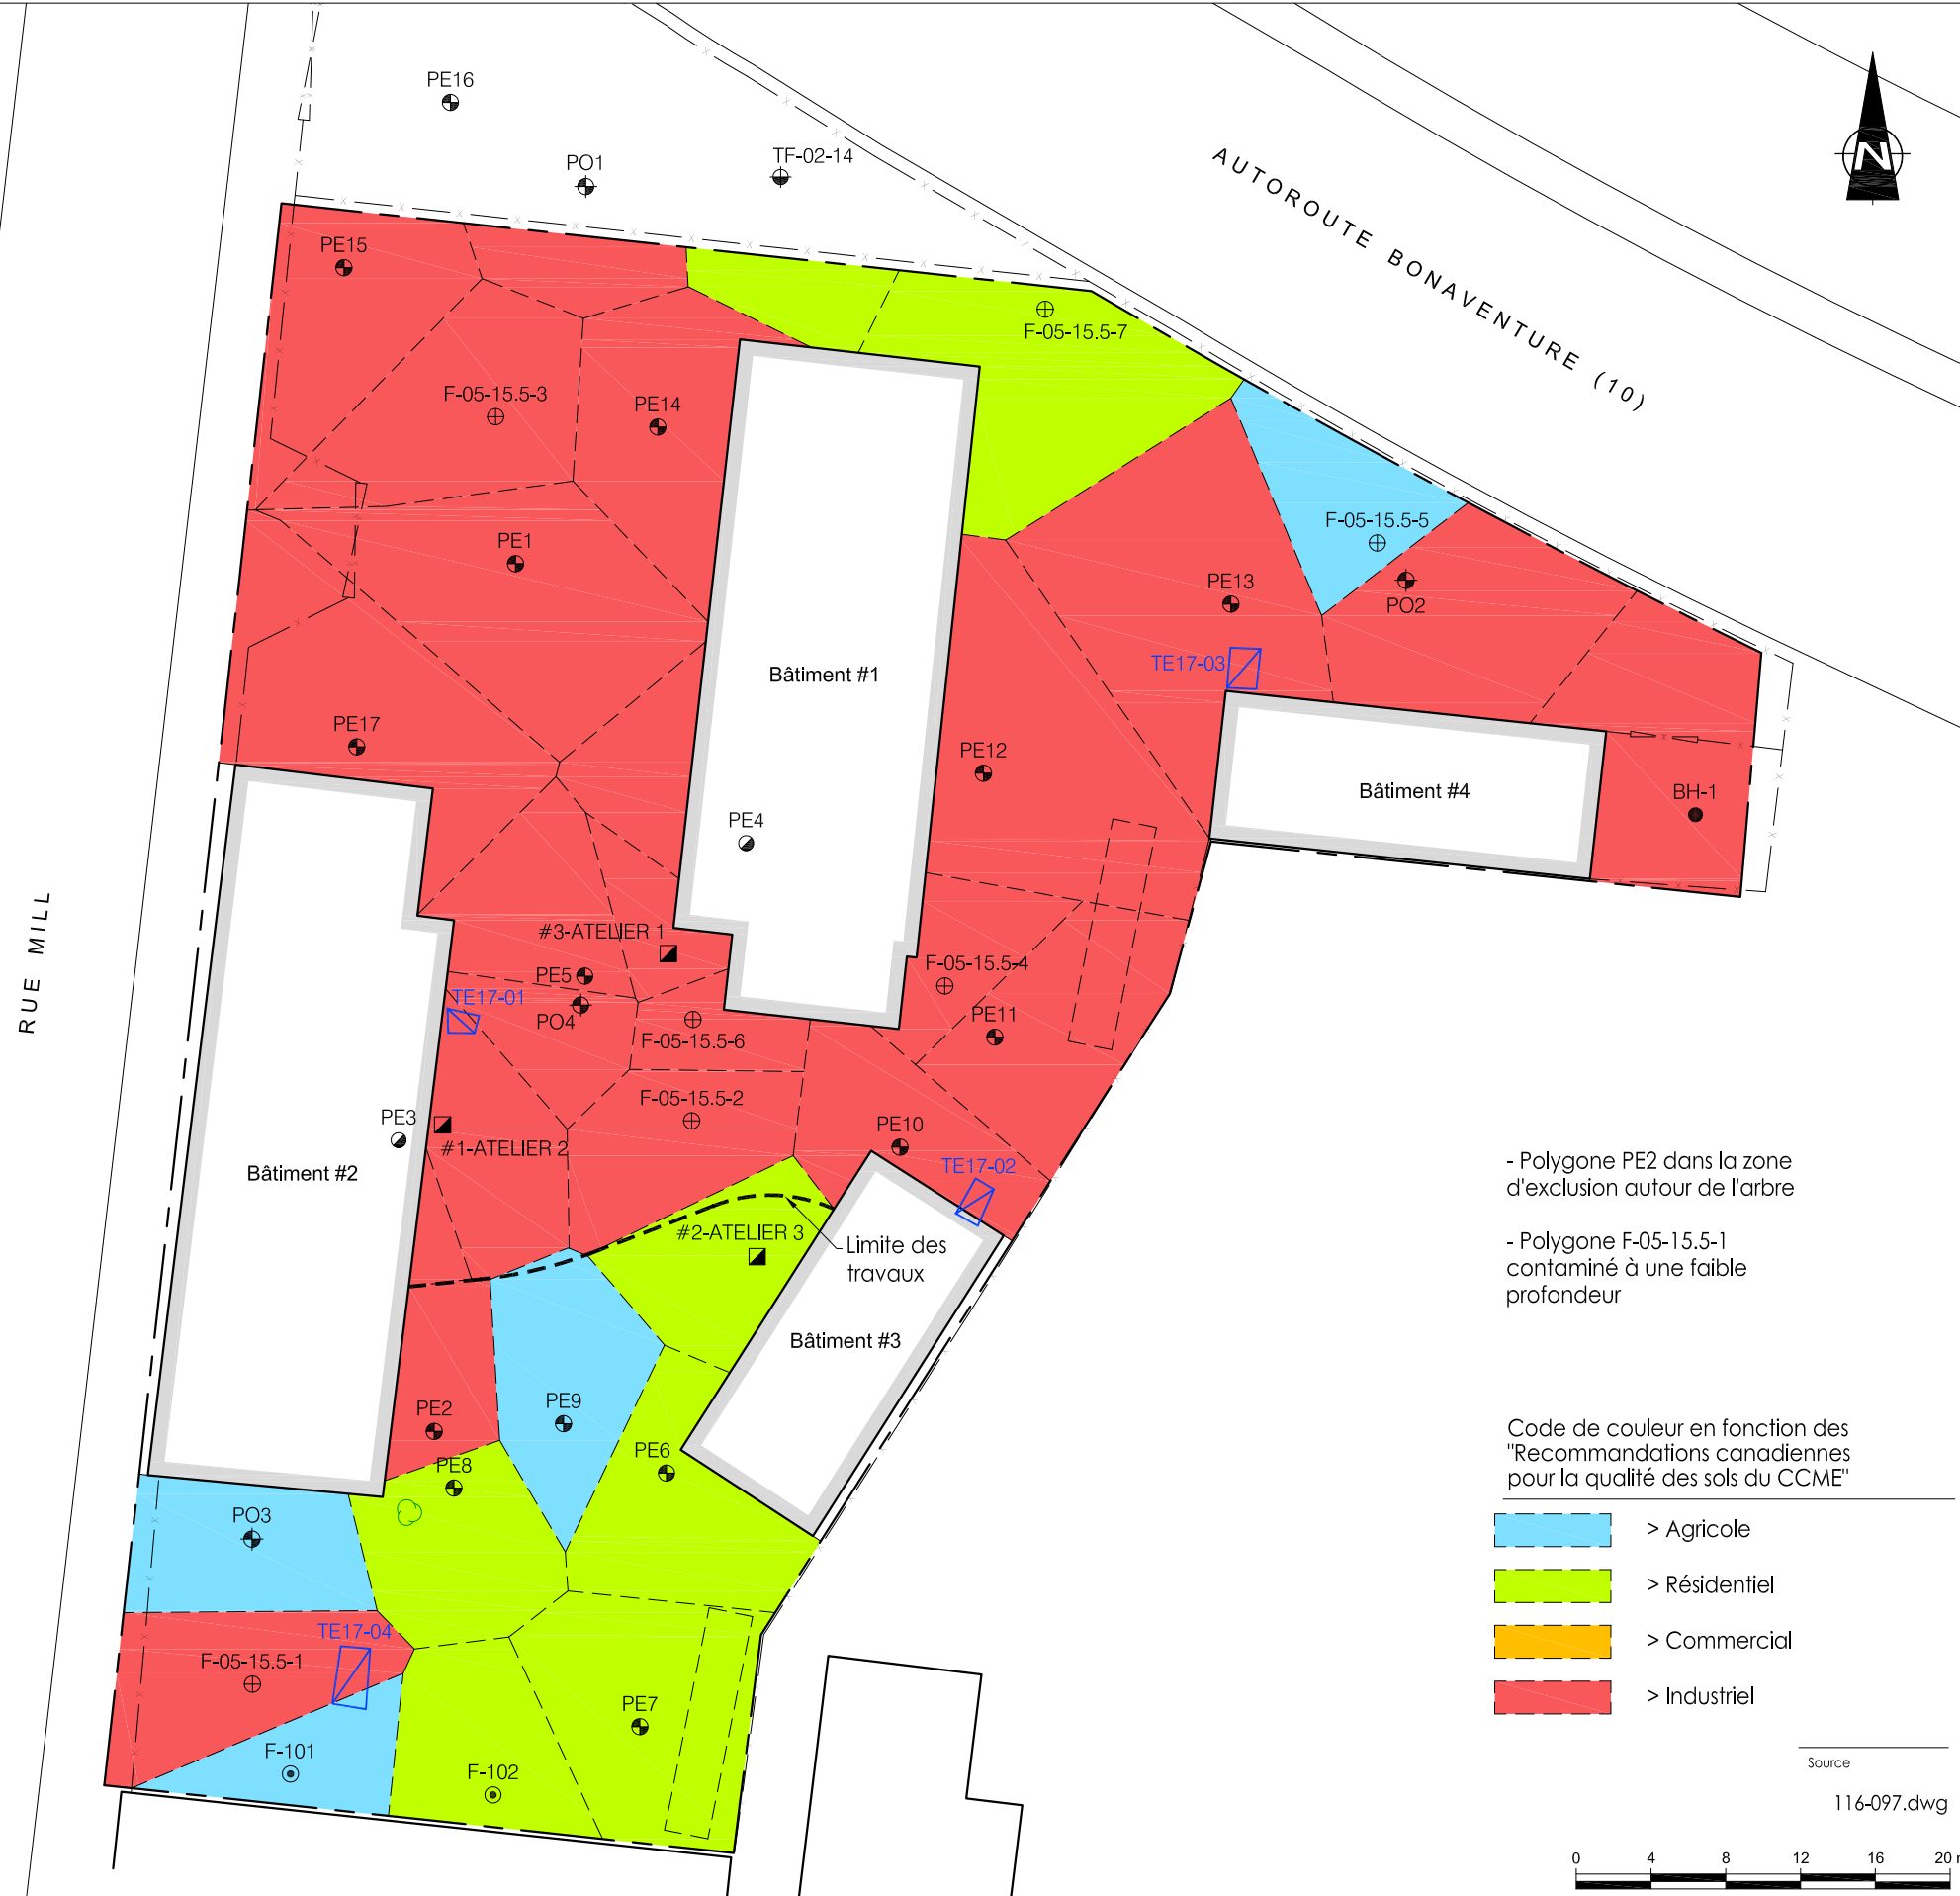 PE16
PO1
TF-02-14
AUTOROUTE BONAVENTURE (10)
N
PE15
F-05-15.5-7
F-05-15.5-3
PE14
F-05-15.5-5
PE1
PE13
PO2
TE17-03
Bâtiment #1
PE17
PE12
Bâtiment #4
BH-1
PE4
RUE MILL
#3-ATELIER 1
PE5
F-05-15.5-4
TE17-01
PO4
PE11
F-05-15.5-6
F-05-15.5-2
PE3
#1-ATELIER 2
PE10
TE17-02
Bâtiment #2
- Polygone PE2 dans la zone
d'exclusion autour de l'arbre
#2-ATELIER 3
Limite des
travaux
- Polygone F-05-15.5-1
contaminé à une faible
profondeur
Bâtiment #3
PE2
PE9
PE6
PE8
Code de couleur en fonction des
"Recommandations canadiennes
pour la qualité des sols du CCME"
PO3
> Agricole
> Résidentiel
TE17-04
> Commercial
F-05-15.5-1
> Industriel
PE7
F-101
F-102
Source
116-097.dwg
0 4 8 12 16 20 m